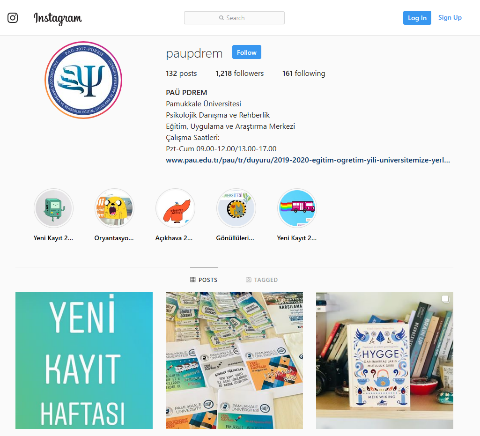 Instagram
Search
Log In
Sign Up
paupdrem
Follow
132 posts
1,218 followers
161 following
PAÜ PDREM
Pamukkale Üniversitesi
Psikolojik Danışma ve Rehberlik
Eğitim, Uygulama ve Araştırma Merkezi
Çalışma Saatleri:
Pzt-Cum 09.00-12.00/13.00-17.00
www.pau.edu.tr/pau/tr/duyuru/2019-2020-egitim-ogretim-yili-universitemize-yerl...
Yeni Kayıt 2...
Oryantasyo...
Açıkhava 2...
Gönüllüleri...
Yeni Kayıt 2...
POSTS
TAGGED
YENİ
KAYIT
HAFTASI
HYGGE
MEIK WIKING